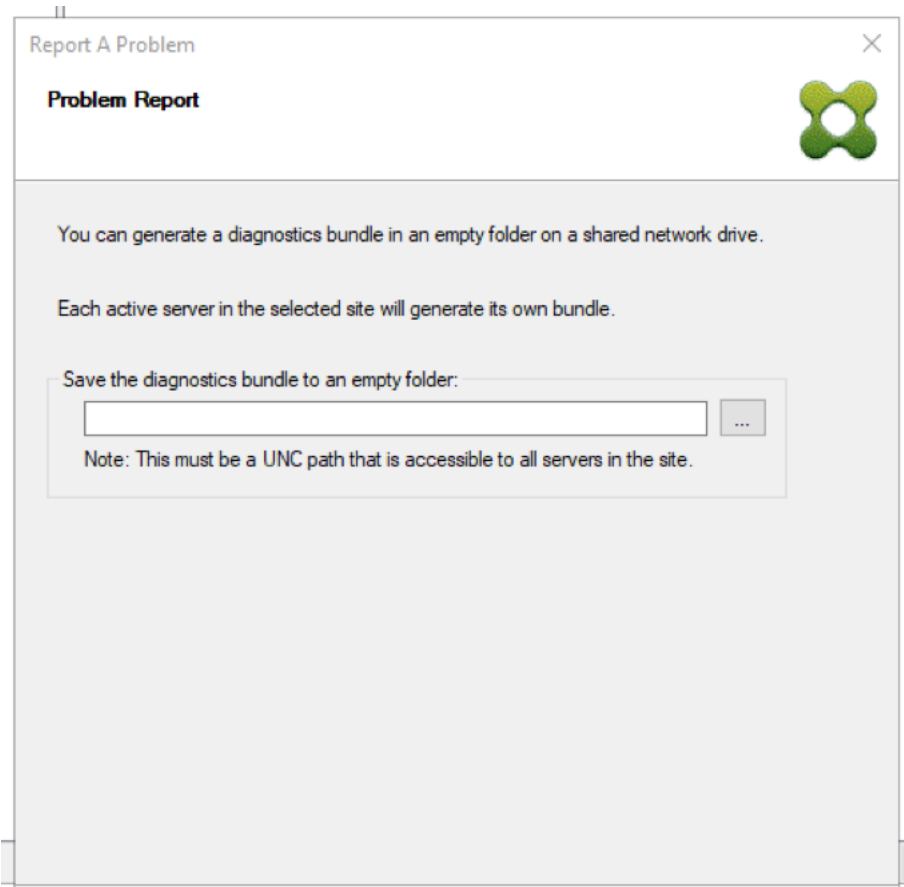 Report A Problem
Problem Report
You can generate a diagnostics bundle in an empty folder on a shared network drive.
Each active server in the selected site will generate its own bundle.
Save the diagnostics bundle to an empty folder:
...
Note: This must be a UNC path that is accessible to all servers in the site.